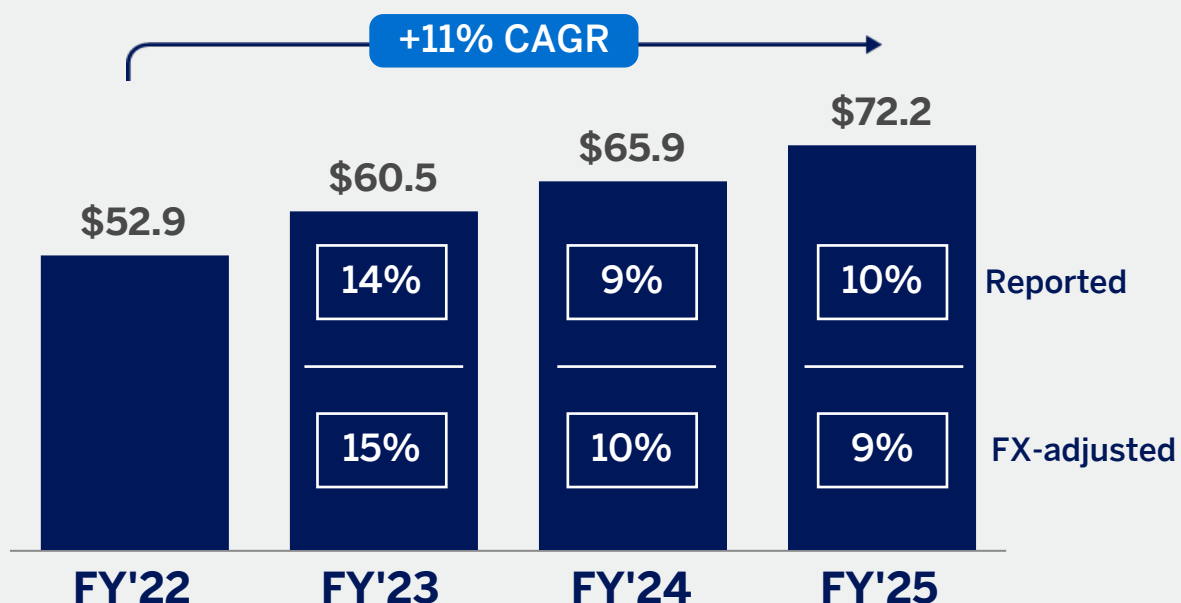 +11% CAGR
$52.9
$60.5
$65.9
$72.2
14%
9%
10%
Reported
15%
10%
9%
FX-adjusted
FY'22
FY'23
FY'24
FY'25